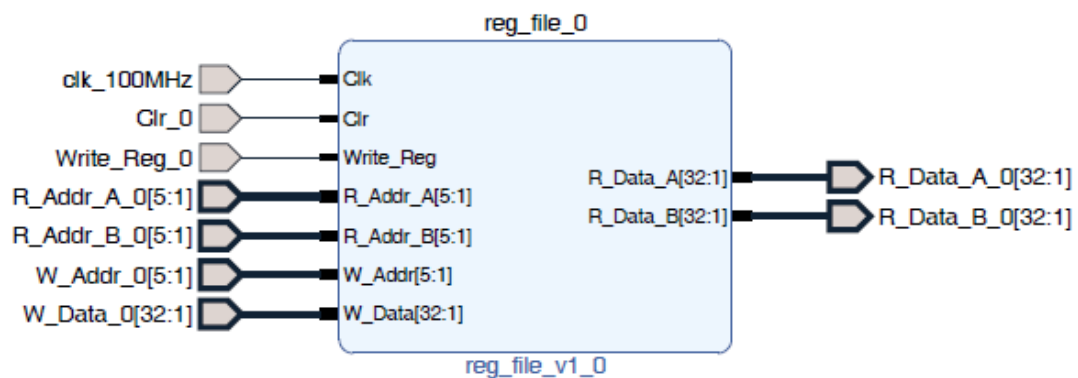 reg_file_0
clk_100MHz
Clk
Clr_0
Clr
Write_Reg_0
Write_Reg
R_Addr_A_0[5:1]
R_Addr_A[5:1]
R_Addr_B_0[5:1]
R_Addr_B[5:1]
W_Addr_0[5:1]
W_Addr[5:1]
W_Data_0[32:1]
W_Data[32:1]
R_Data_A[32:1]
R_Data_A_0[32:1]
R_Data_B[32:1]
R_Data_B_0[32:1]
reg_file_v1_0